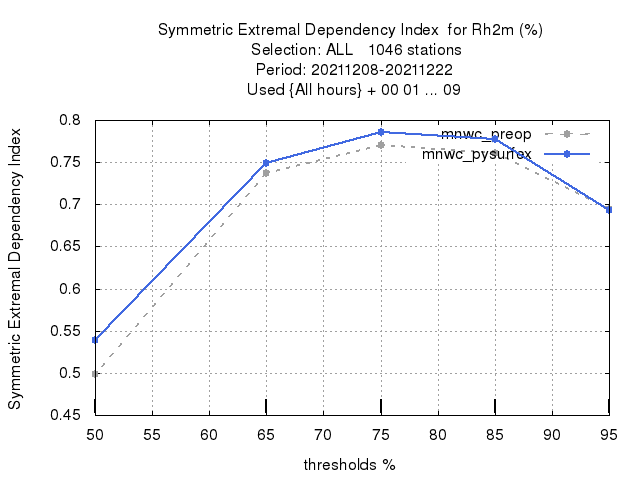 Symmetric Extremal Dependency Index for Rh2m (%)
Selection: ALL 1046 stations
Period: 20211208-20211222
Used {All hours} + 00 01 ... 09
Symmetric Extremal Dependency Index
0.8
0.75
0.7
0.65
0.6
0.55
0.5
0.45
mnwc_preop
mnwc_pysurfex
50 55 60 65 70 75 80 85 90 95
thresholds %